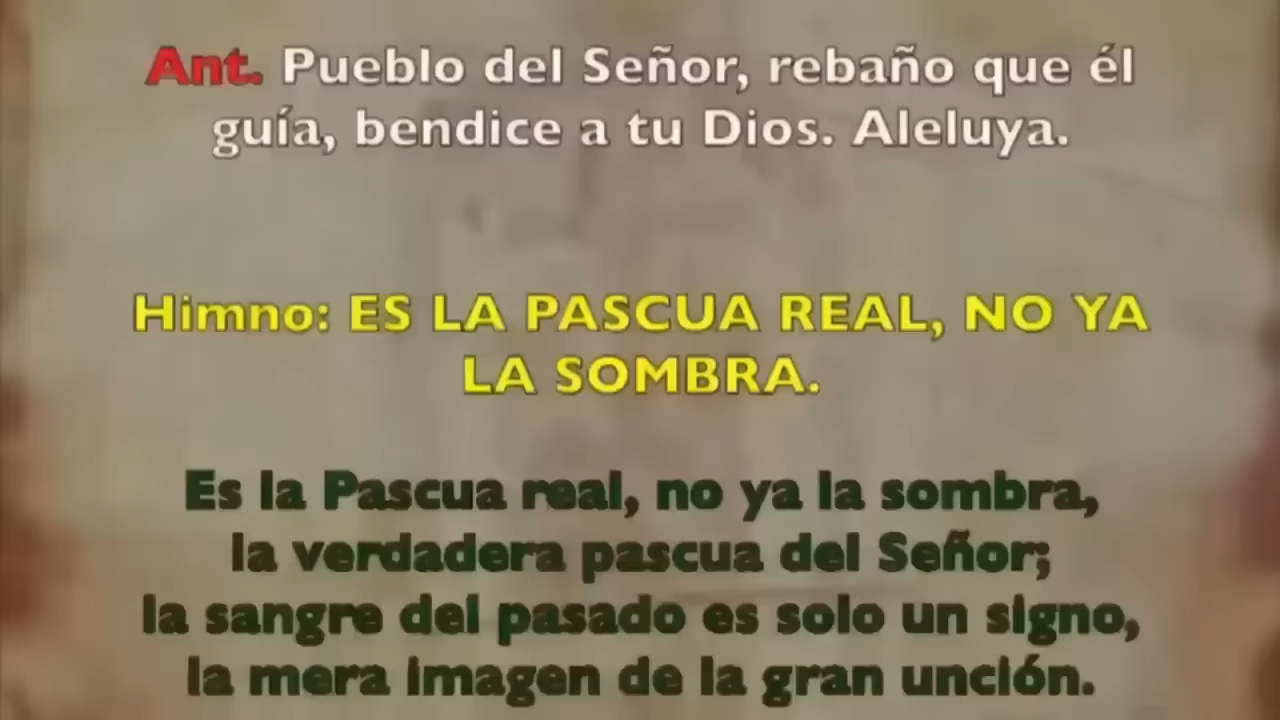 Ant. Pueblo del Señor, rebaño que él
guía, bendice a tu Dios. Aleluya.
Himno: ES LA PASCUA REAL, NO YA
LA SOMBRA.
Es la Pascua real, no ya la sombra,
la verdadera pascua del Señor;
la sangre del pasado es solo un signo,
la mera imagen de la gran unción.